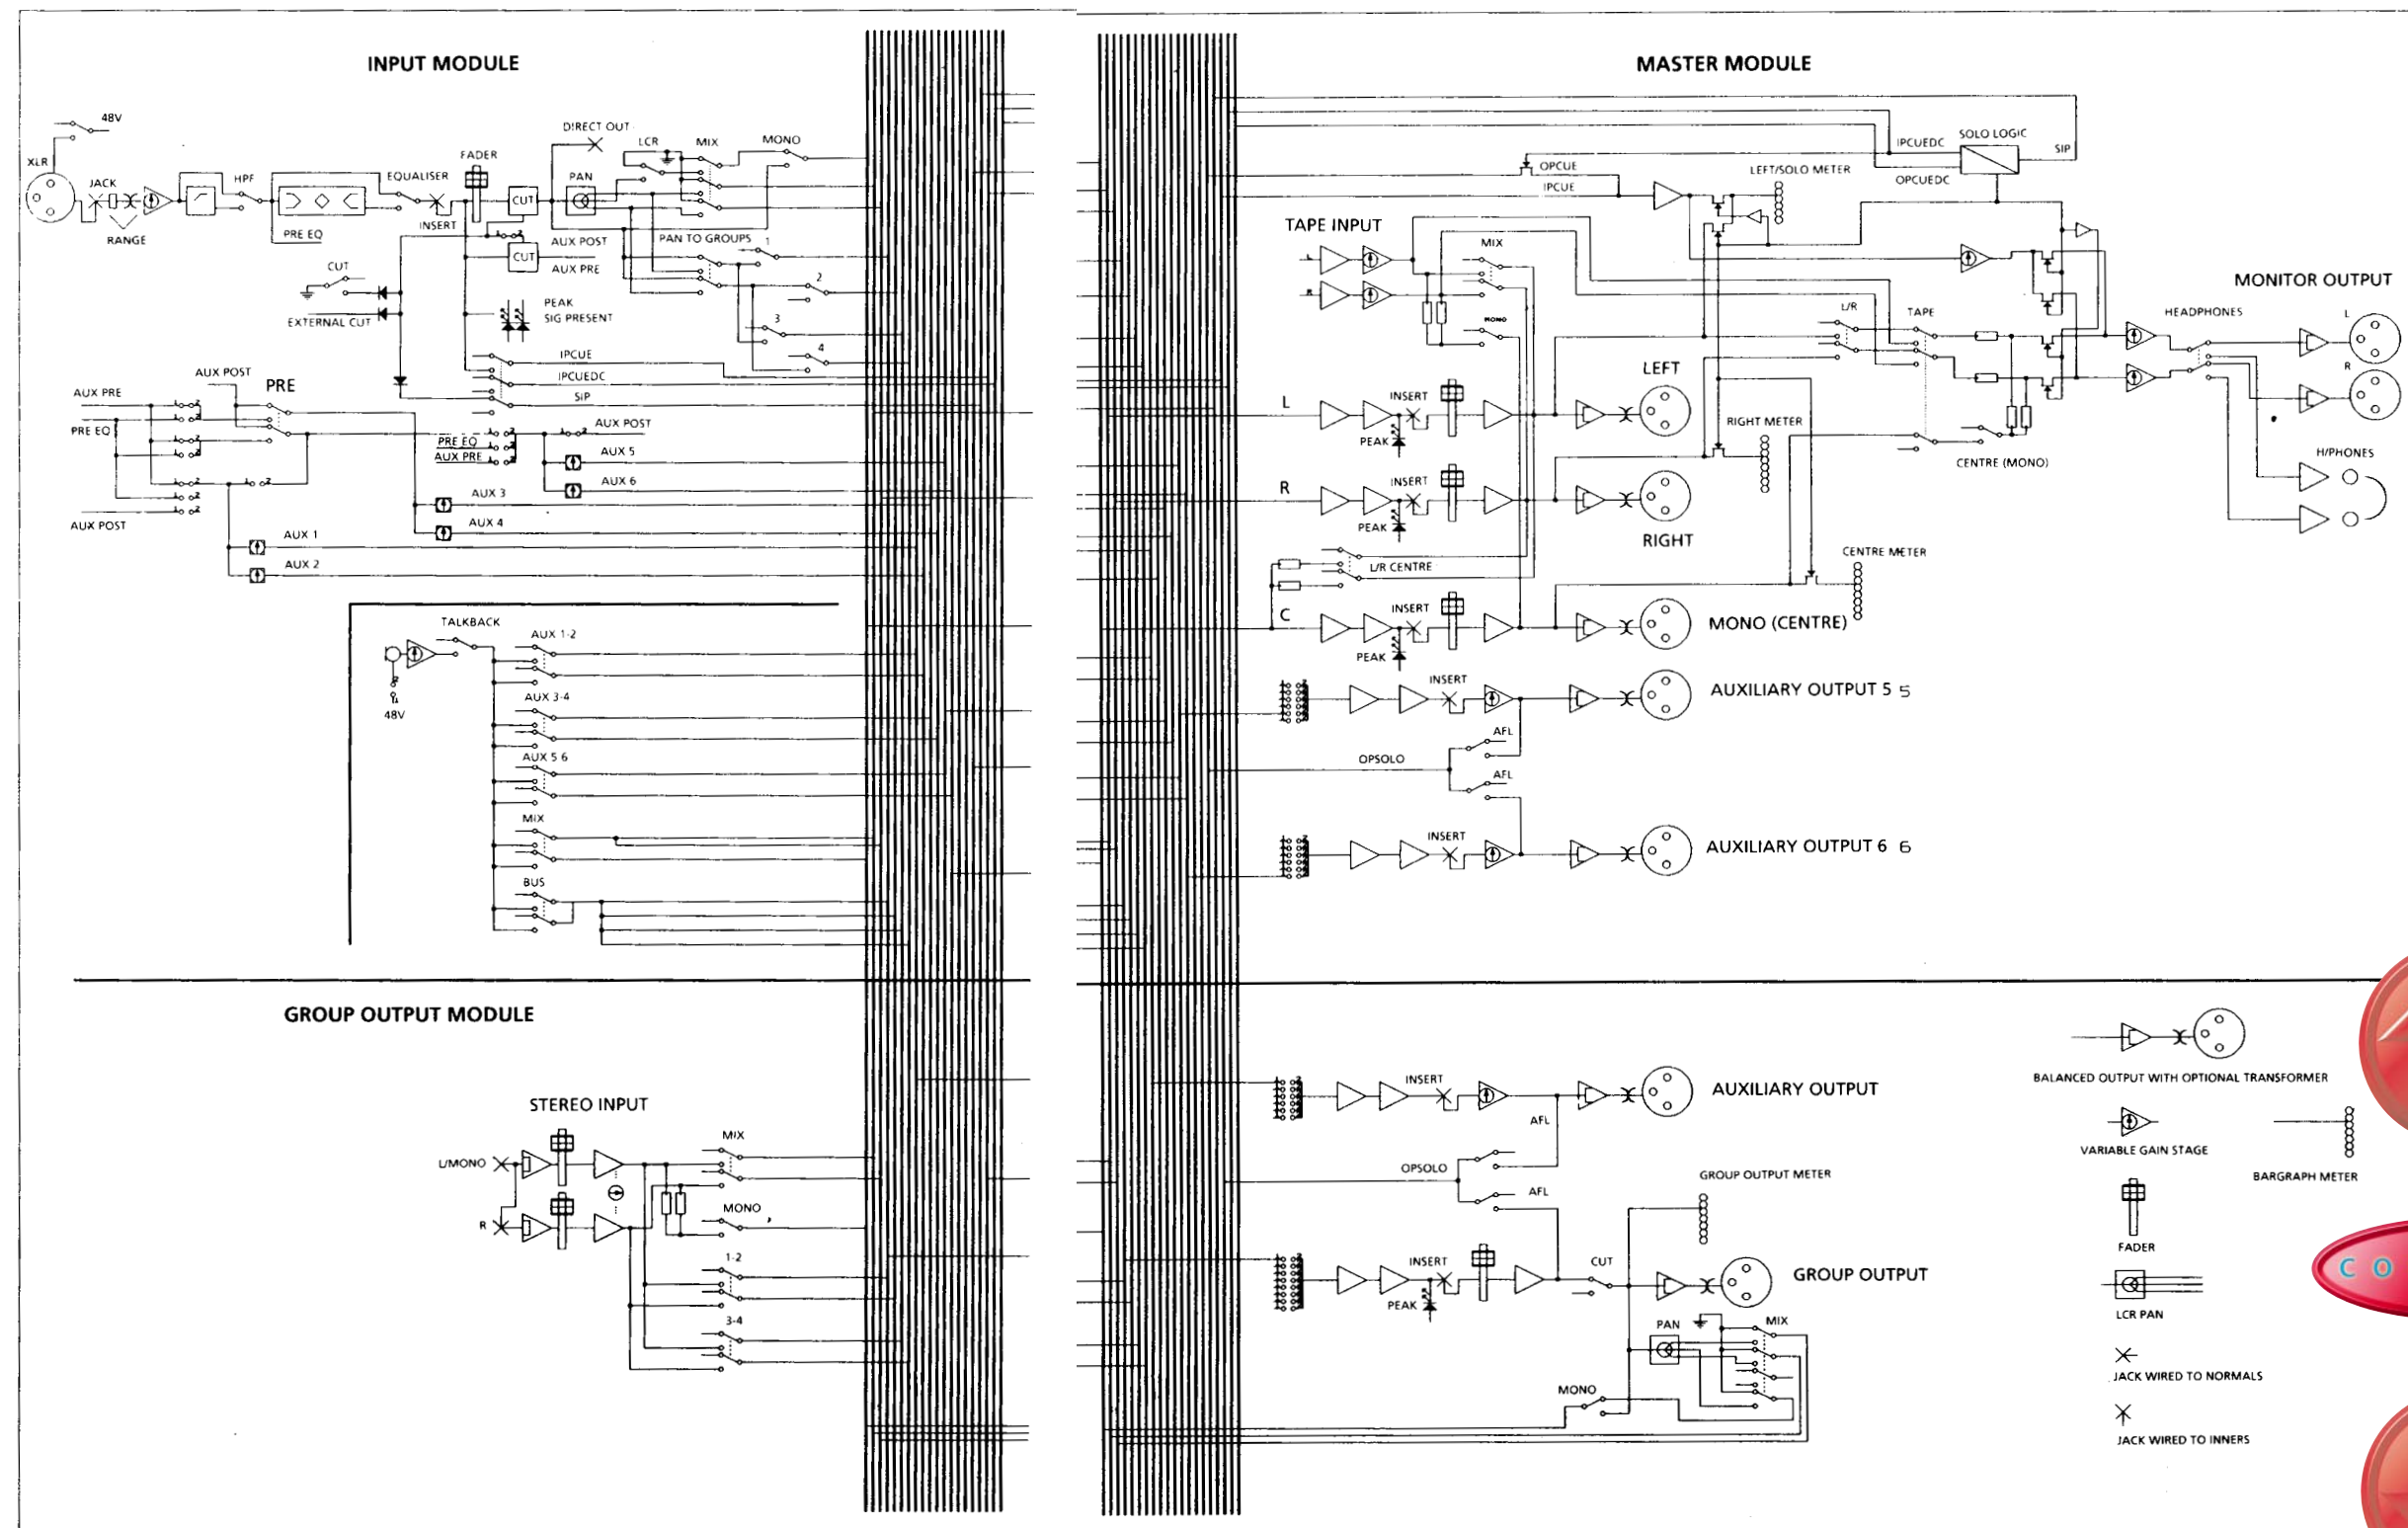 INPUT MODULE
48V
XLR
JACK
RANGE
HPF
PRE EQ
EQUALISER
INSERT
FADER
CUT
CUT
DIRECT OUT
PAN
LCR
MIX
MONO
AUX POST
AUX PRE
PAN TO GROUPS
1
2
3
4
CUT
EXTERNAL CUT
PEAK
SIG PRESENT
IPCUE
IPCUEDC
SIP
AUX POST
PRE
AUX PRE
PRE EQ
AUX POST
PRE EQ
AUX PRE
AUX POST
AUX 5
AUX 6
AUX 3
AUX 4
AUX 1
AUX 2
TALKBACK
48V
AUX 1-2
AUX 3-4
AUX 5 6
MIX
BUS
GROUP OUTPUT MODULE
STEREO INPUT
L/MONO
R
MIX
MONO
1-2
3-4
MASTER MODULE
OPCUE
IPCUE
IPCUEDC
SOLO LOGIC
SIP
OPCUEDC
LEFT/SOLO METER
TAPE INPUT
L
R
MIX
MONO
L/R
TAPE
HEADPHONES
MONITOR OUTPUT
L
R
H/PHONES
CENTRE (MONO)
L
INSERT
PEAK
LEFT
RIGHT METER
R
INSERT
PEAK
RIGHT
L/R CENTRE
CENTRE METER
C
INSERT
PEAK
MONO (CENTRE)
INSERT
AUXILIARY OUTPUT 5 5
AFL
OPSOLO
AFL
INSERT
AUXILIARY OUTPUT 6 6
INSERT
AUXILIARY OUTPUT
AFL
OPSOLO
AFL
GROUP OUTPUT METER
INSERT
PEAK
CUT
GROUP OUTPUT
PAN
MIX
MONO
BALANCED OUTPUT WITH OPTIONAL TRANSFORMER
VARIABLE GAIN STAGE
BARGRAPH METER
FADER
LCR PAN
JACK WIRED TO NORMALS
JACK WIRED TO INNERS
C O